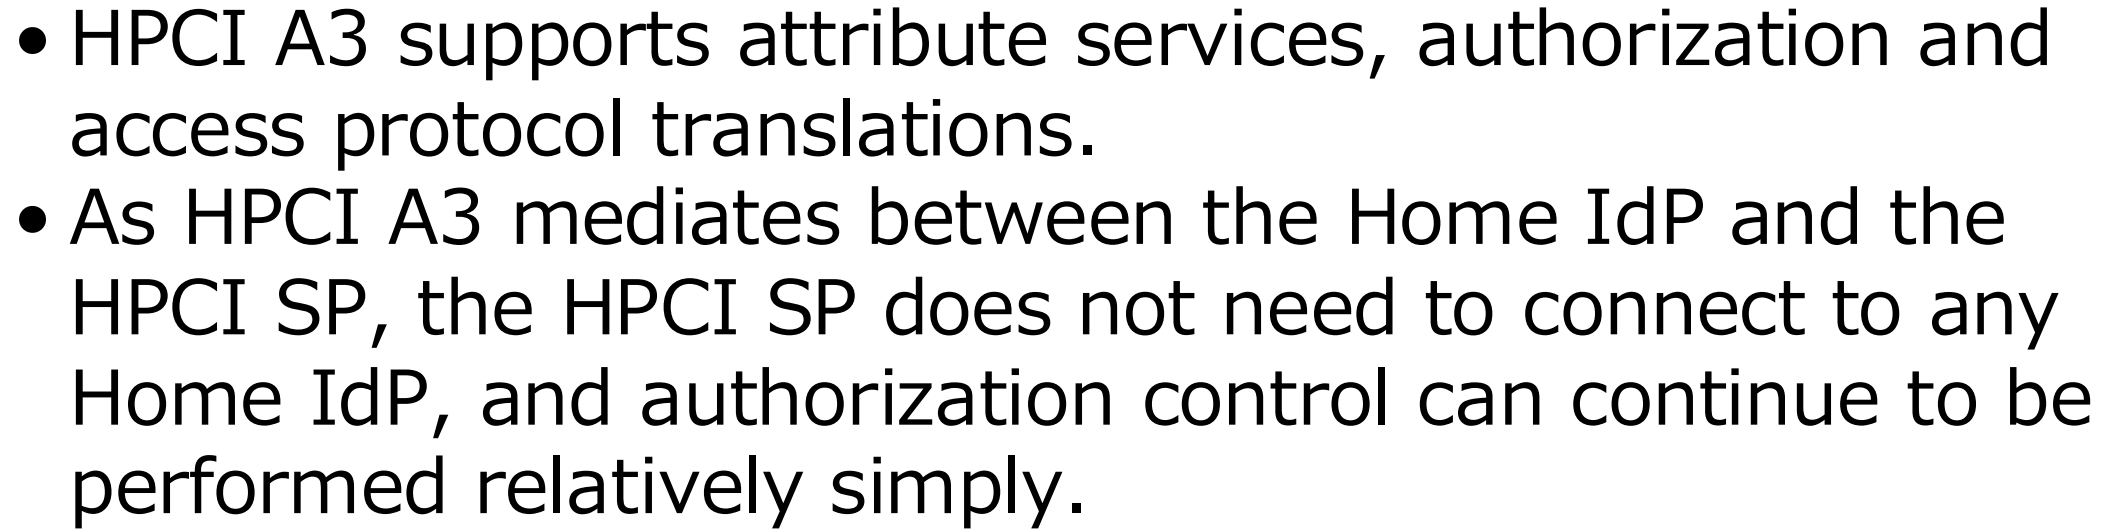 • HPCI A3 supports attribute services, authorization and
access protocol translations.
• As HPCI A3 mediates between the Home IdP and the
HPCI SP, the HPCI SP does not need to connect to any
Home IdP, and authorization control can continue to be
performed relatively simply.